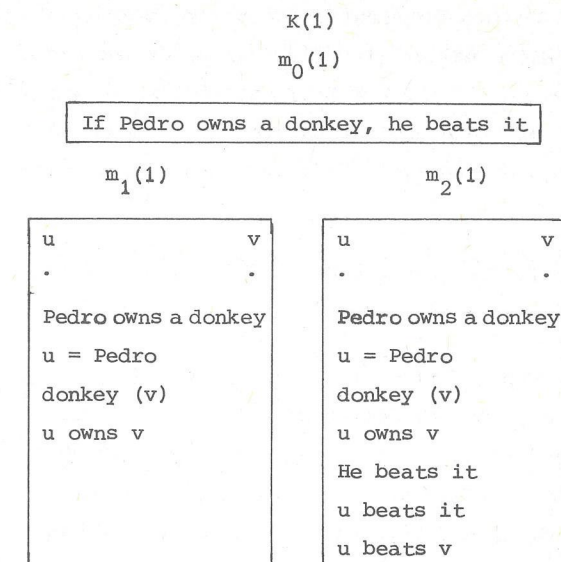 K(1)
m0(1)
If Pedro owns a donkey, he beats it
m1(1) m2(1)
u v
. .
Pedro owns a donkey
u = Pedro
donkey (v)
u owns v
u v
. .
Pedro owns a donkey
u = Pedro
donkey (v)
u owns v
He beats it
u beats it
u beats v